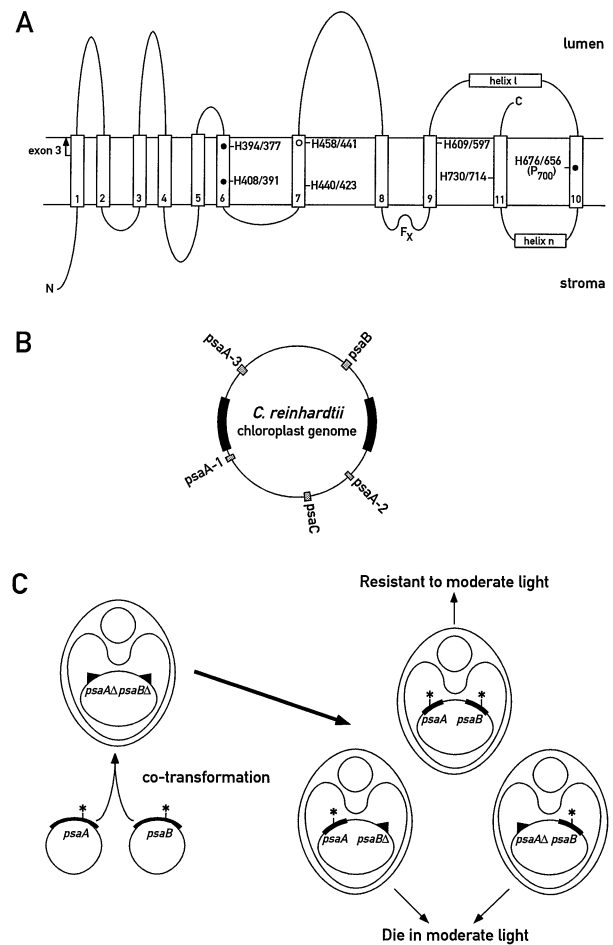 A
lumen
helix l
C
exon 3
H394/377
H458/441
H609/597
H676/656
(P700)
H408/391
H440/423
H730/714
1
2
3
4
5
6
7
8
9
11
10
FX
helix n
N
stroma
B
psaA-3
psaB
C. reinhardtii
chloroplast genome
psaA-1
psaA-2
psaC
C
Resistant to moderate light
psaAΔ psaBΔ
* *
psaA psaB
co-transformation
* *
psaA psaB
*
psaA psaBΔ
*
psaAΔ psaB
Die in moderate light